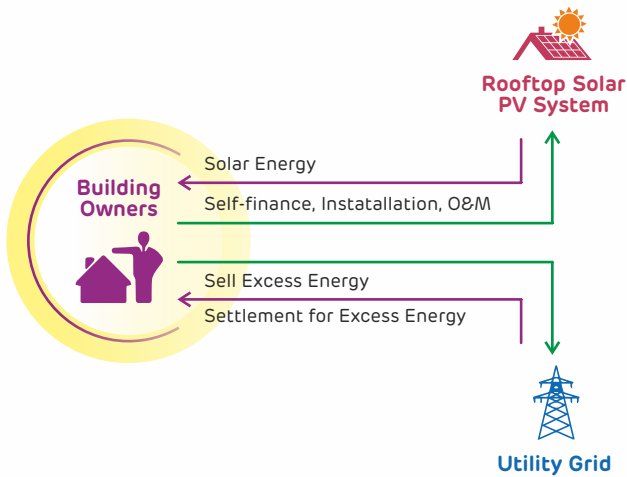 Rooftop Solar
PV System
Solar Energy
Building
Owners
Self-finance, Instatallation, O&M
Sell Excess Energy
Settlement for Excess Energy
Utility Grid